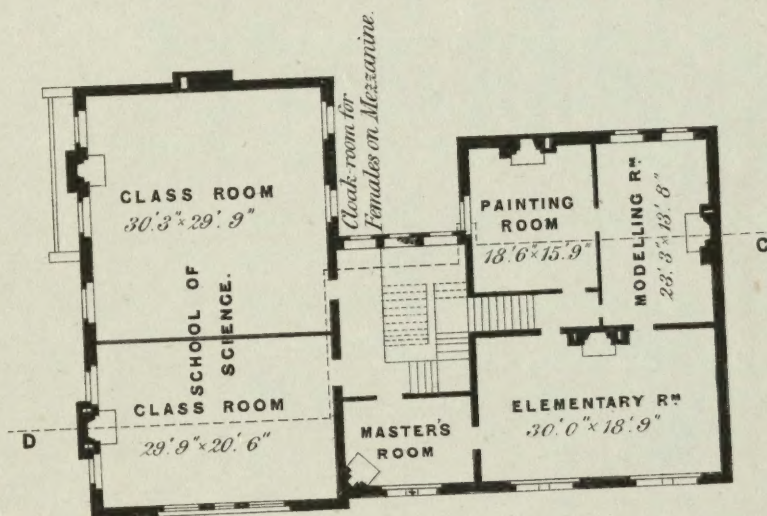 Cloak-room for
Females on Mezzanine.
CLASS ROOM
30'.3" × 29'.9"
SCHOOL OF
SCIENCE.
CLASS ROOM
29'.9" × 20'.6"
D
MASTER'S
ROOM
PAINTING
ROOM
18'.6" × 15'.9"
MODELLING Rᴹ
23'.3" × 13'.8"
C
ELEMENTARY Rᴹ
30'.0" × 18'.9"